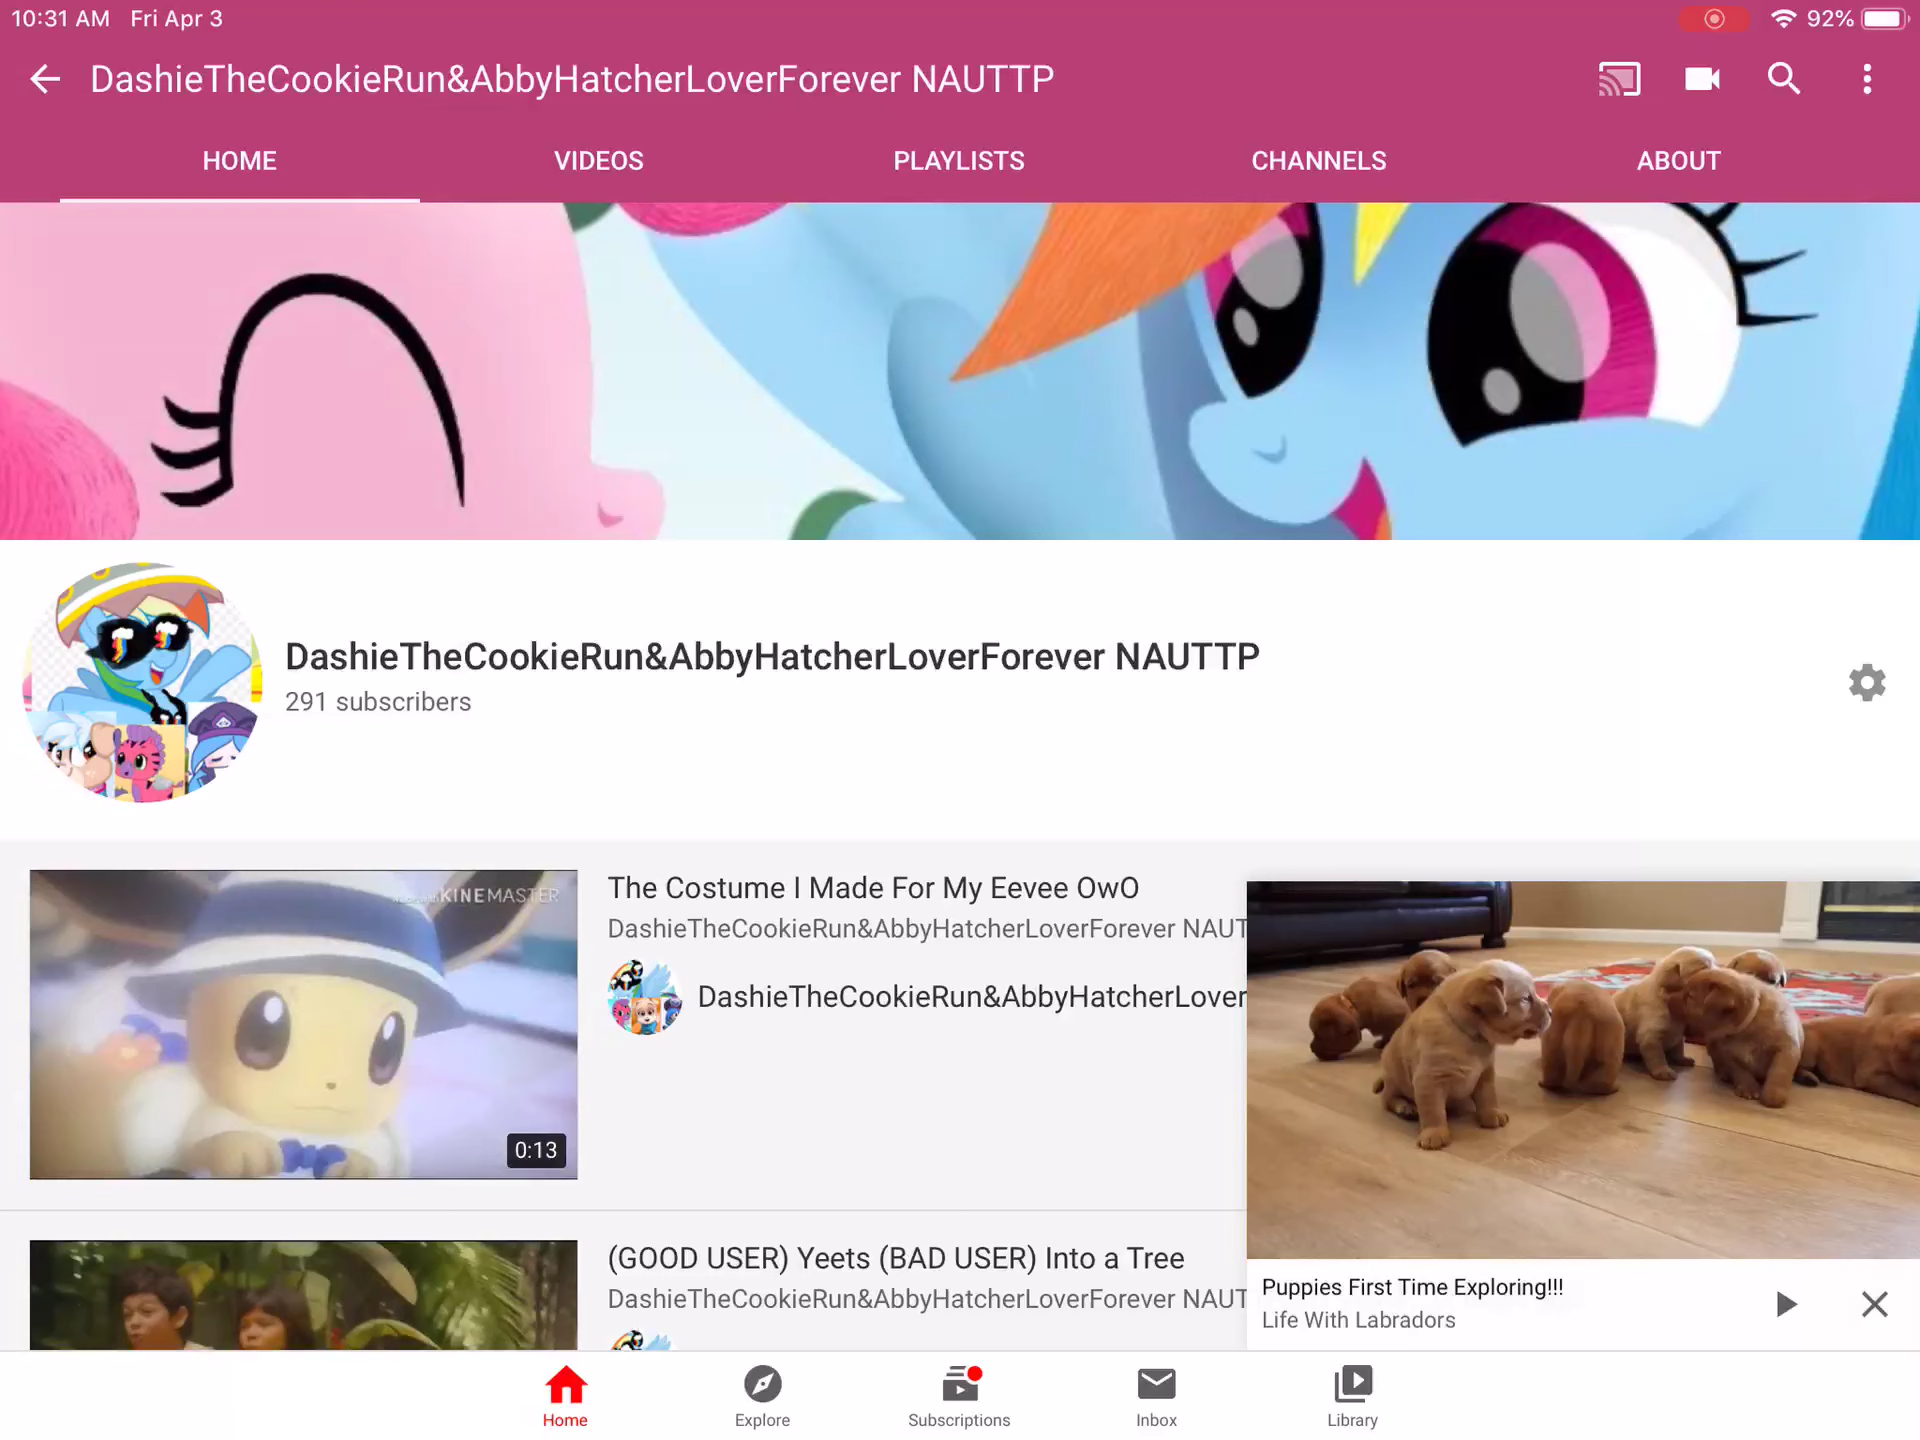 10:31 AM Fri Apr 3
92%
DashieTheCookieRun&AbbyHatcherLoverForever NAUTTP
HOME
VIDEOS
PLAYLISTS
CHANNELS
ABOUT
DashieTheCookieRun&AbbyHatcherLoverForever NAUTTP
291 subscribers
KINEMASTER
0:13
The Costume I Made For My Eevee OwO
DashieTheCookieRun&AbbyHatcherLoverForever NAUT
DashieTheCookieRun&AbbyHatcherLover
(GOOD USER) Yeets (BAD USER) Into a Tree
DashieTheCookieRun&AbbyHatcherLoverForever NAUT
Puppies First Time Exploring!!!
Life With Labradors
Home
Explore
Subscriptions
Inbox
Library